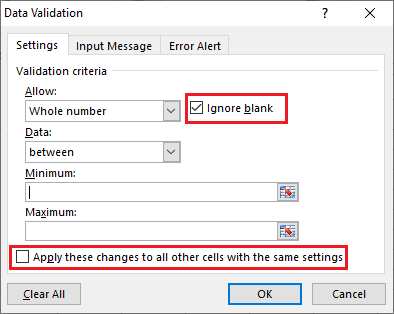 Data Validation
Settings Input Message Error Alert
Validation criteria
Allow:
Whole number Ignore blank
Data:
between
Minimum:
Maximum:
Apply these changes to all other cells with the same settings
Clear All OK Cancel